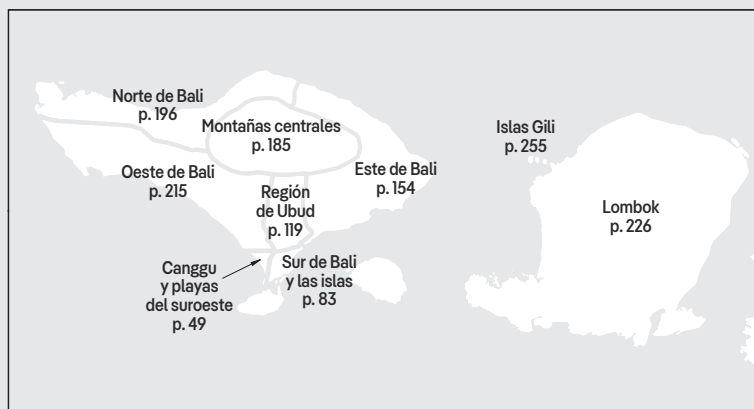 Norte de Bali
p. 196
Montañas centrales
p. 185
Islas Gili
p. 255
Oeste de Bali
p. 215
Este de Bali
p. 154
Región
de Ubud
p. 119
Lombok
p. 226
Canggu
y playas
del suroeste
p. 49
Sur de Bali
y las islas
p. 83